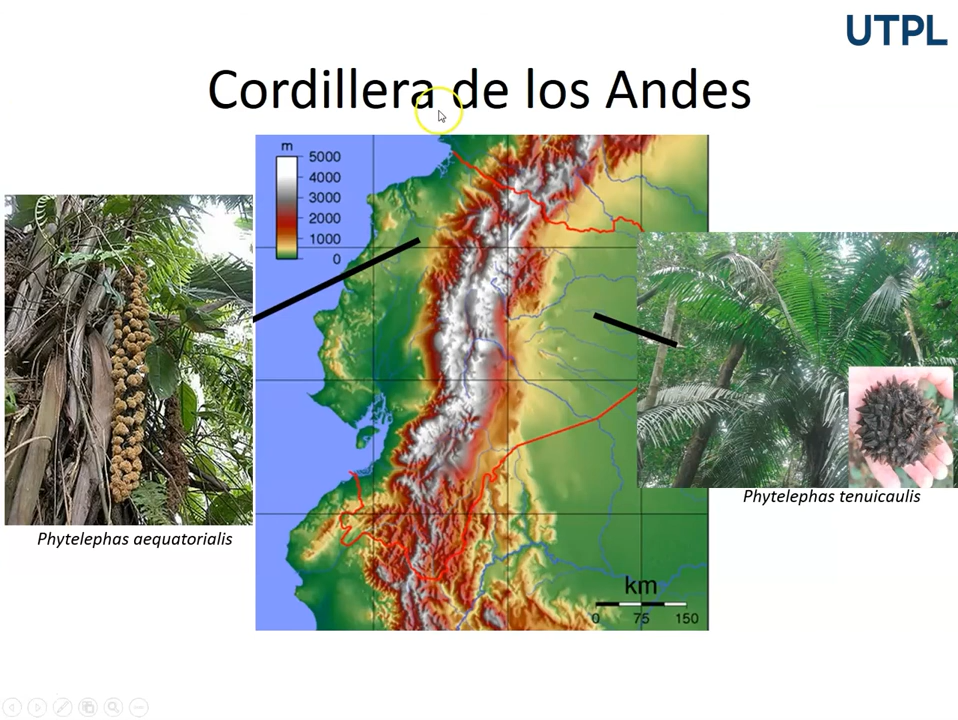 UTPL
Cordillera de los Andes
m
5000
4000
3000
2000
1000
0
Phytelephas aequatorialis
Phytelephas tenuicaulis
km
0 75 150